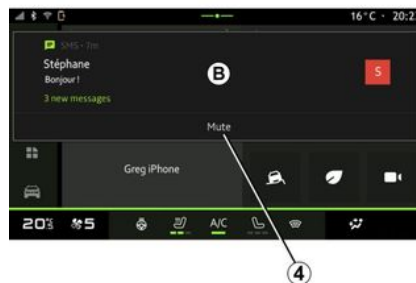 16°C · 20:2
SMS · 7m
Stéphane
Bonjour !
3 new messages
B
S
Mute
Greg iPhone
20.5
5
A/C
4